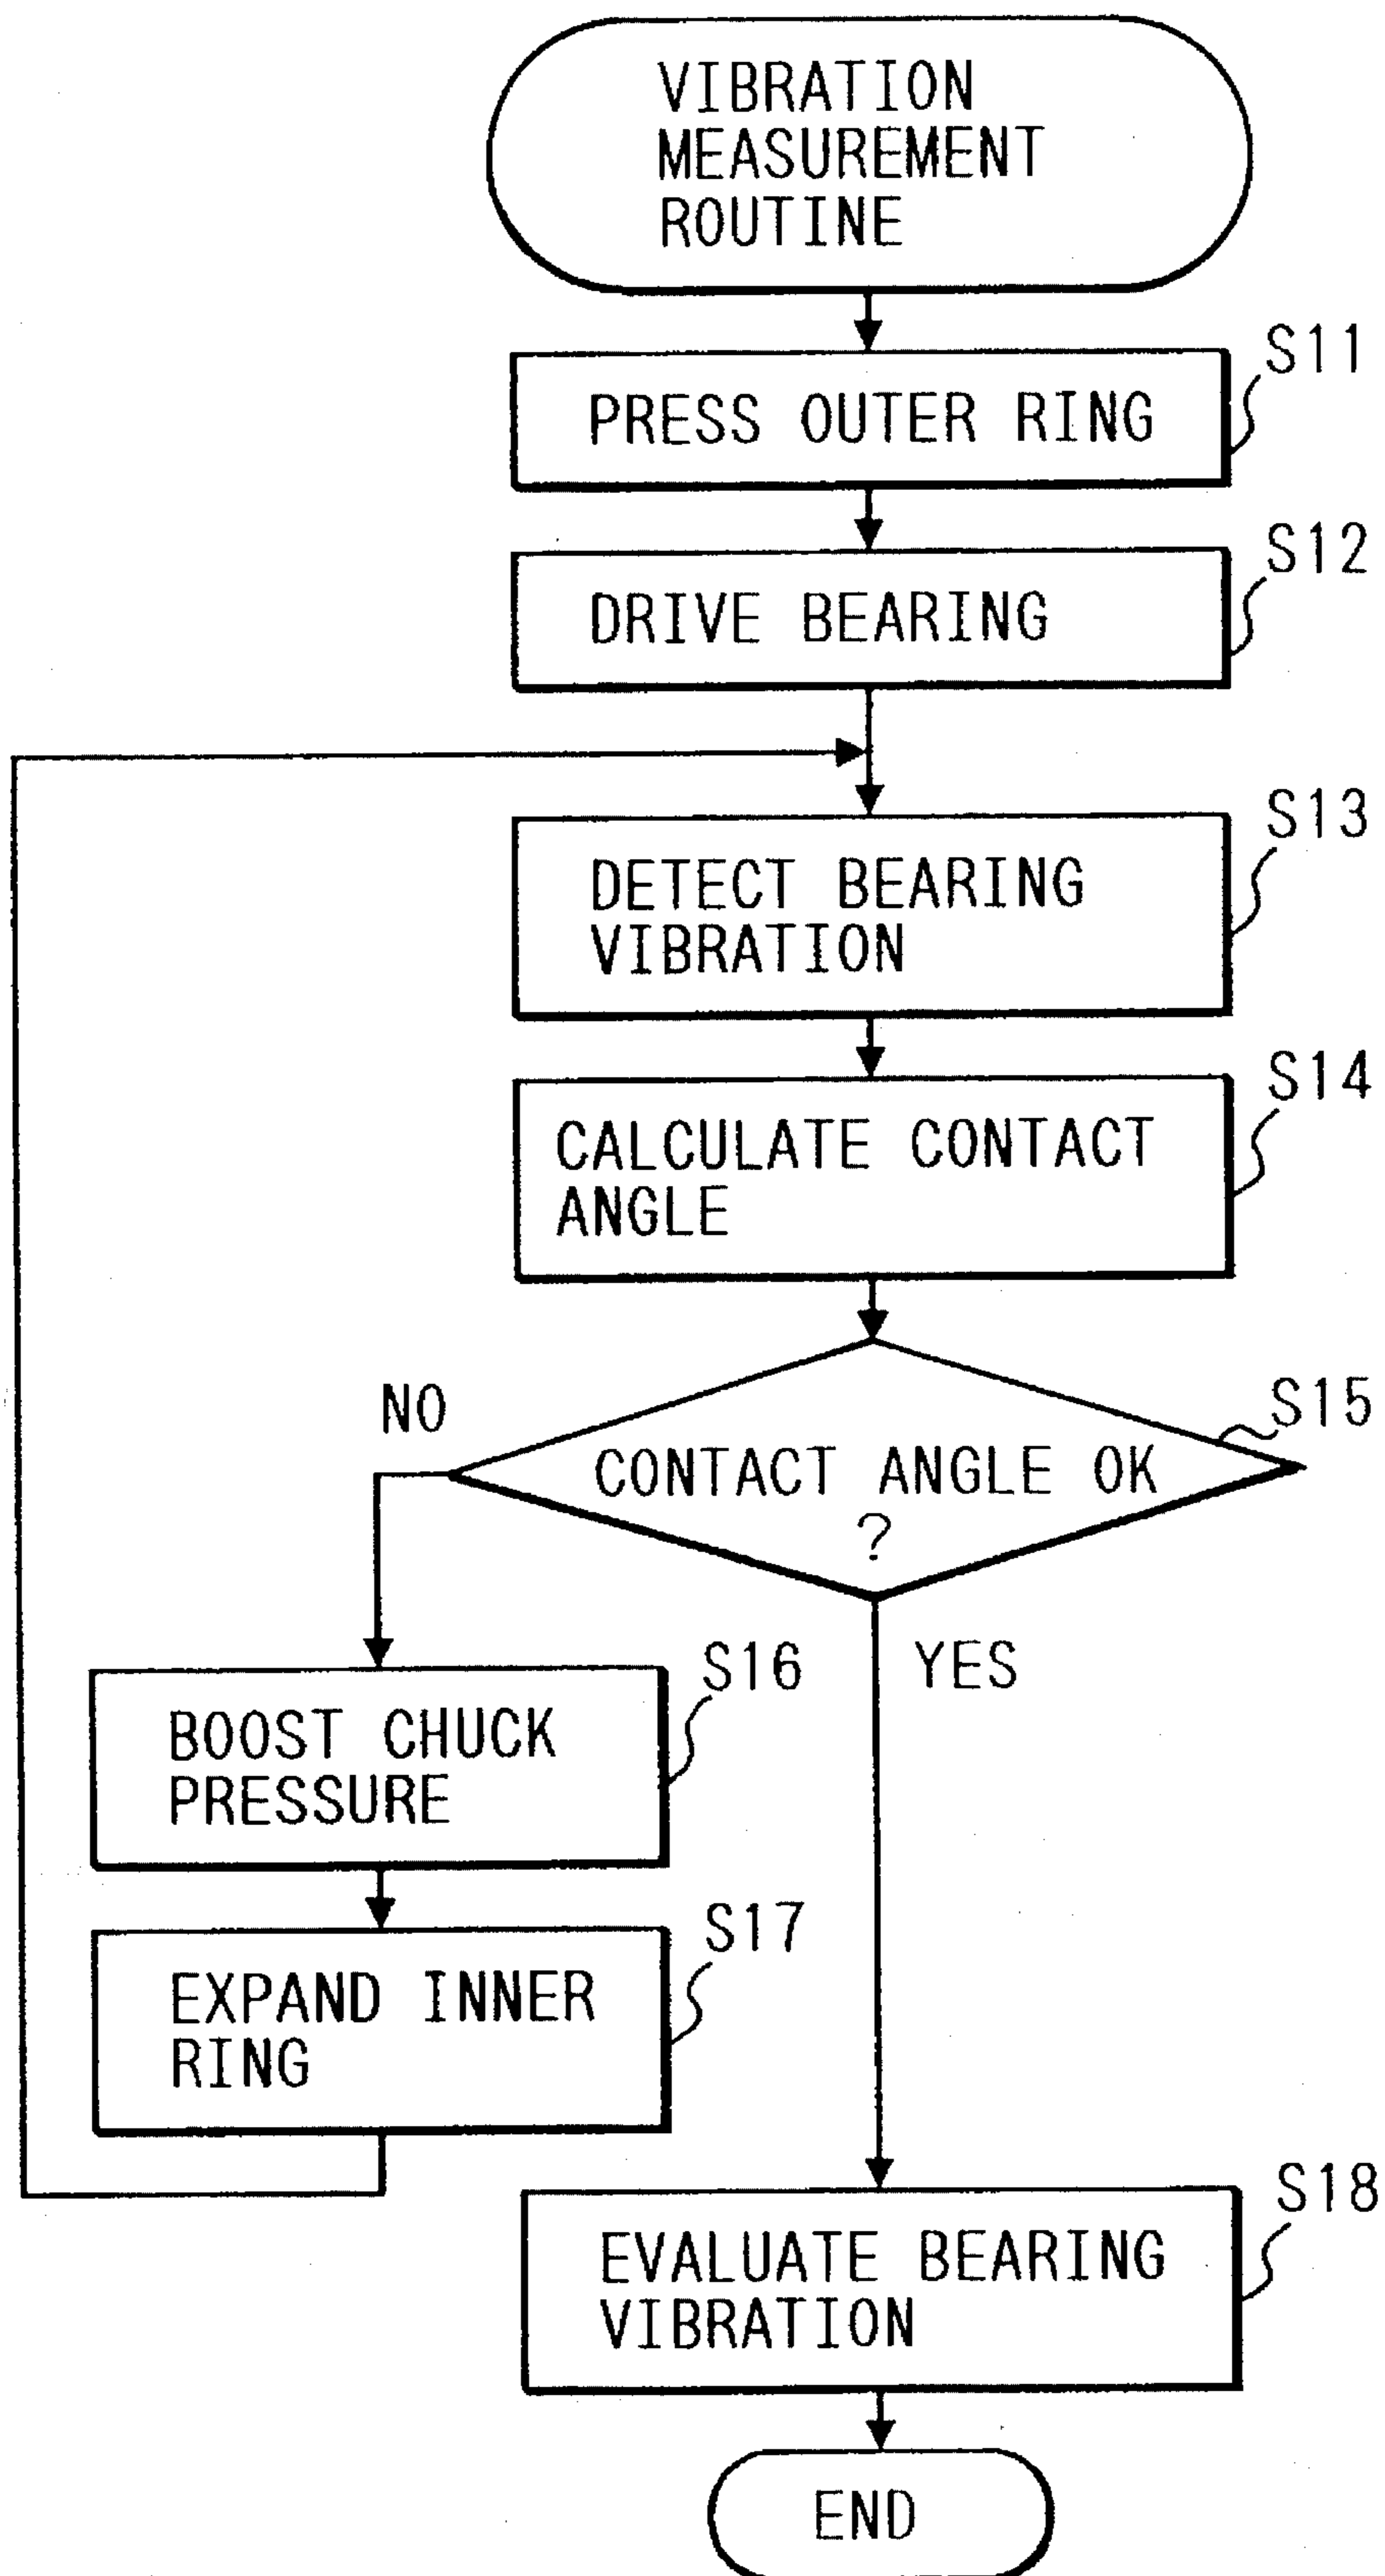 VIBRATION
MEASUREMENT
ROUTINE
S11
PRESS OUTER RING
S12
DRIVE BEARING
S13
DETECT BEARING
VIBRATION
S14
CALCULATE CONTACT
ANGLE
NO
S15
CONTACT ANGLE OK
?
YES
S16
BOOST CHUCK
PRESSURE
S17
EXPAND INNER
RING
S18
EVALUATE BEARING
VIBRATION
END